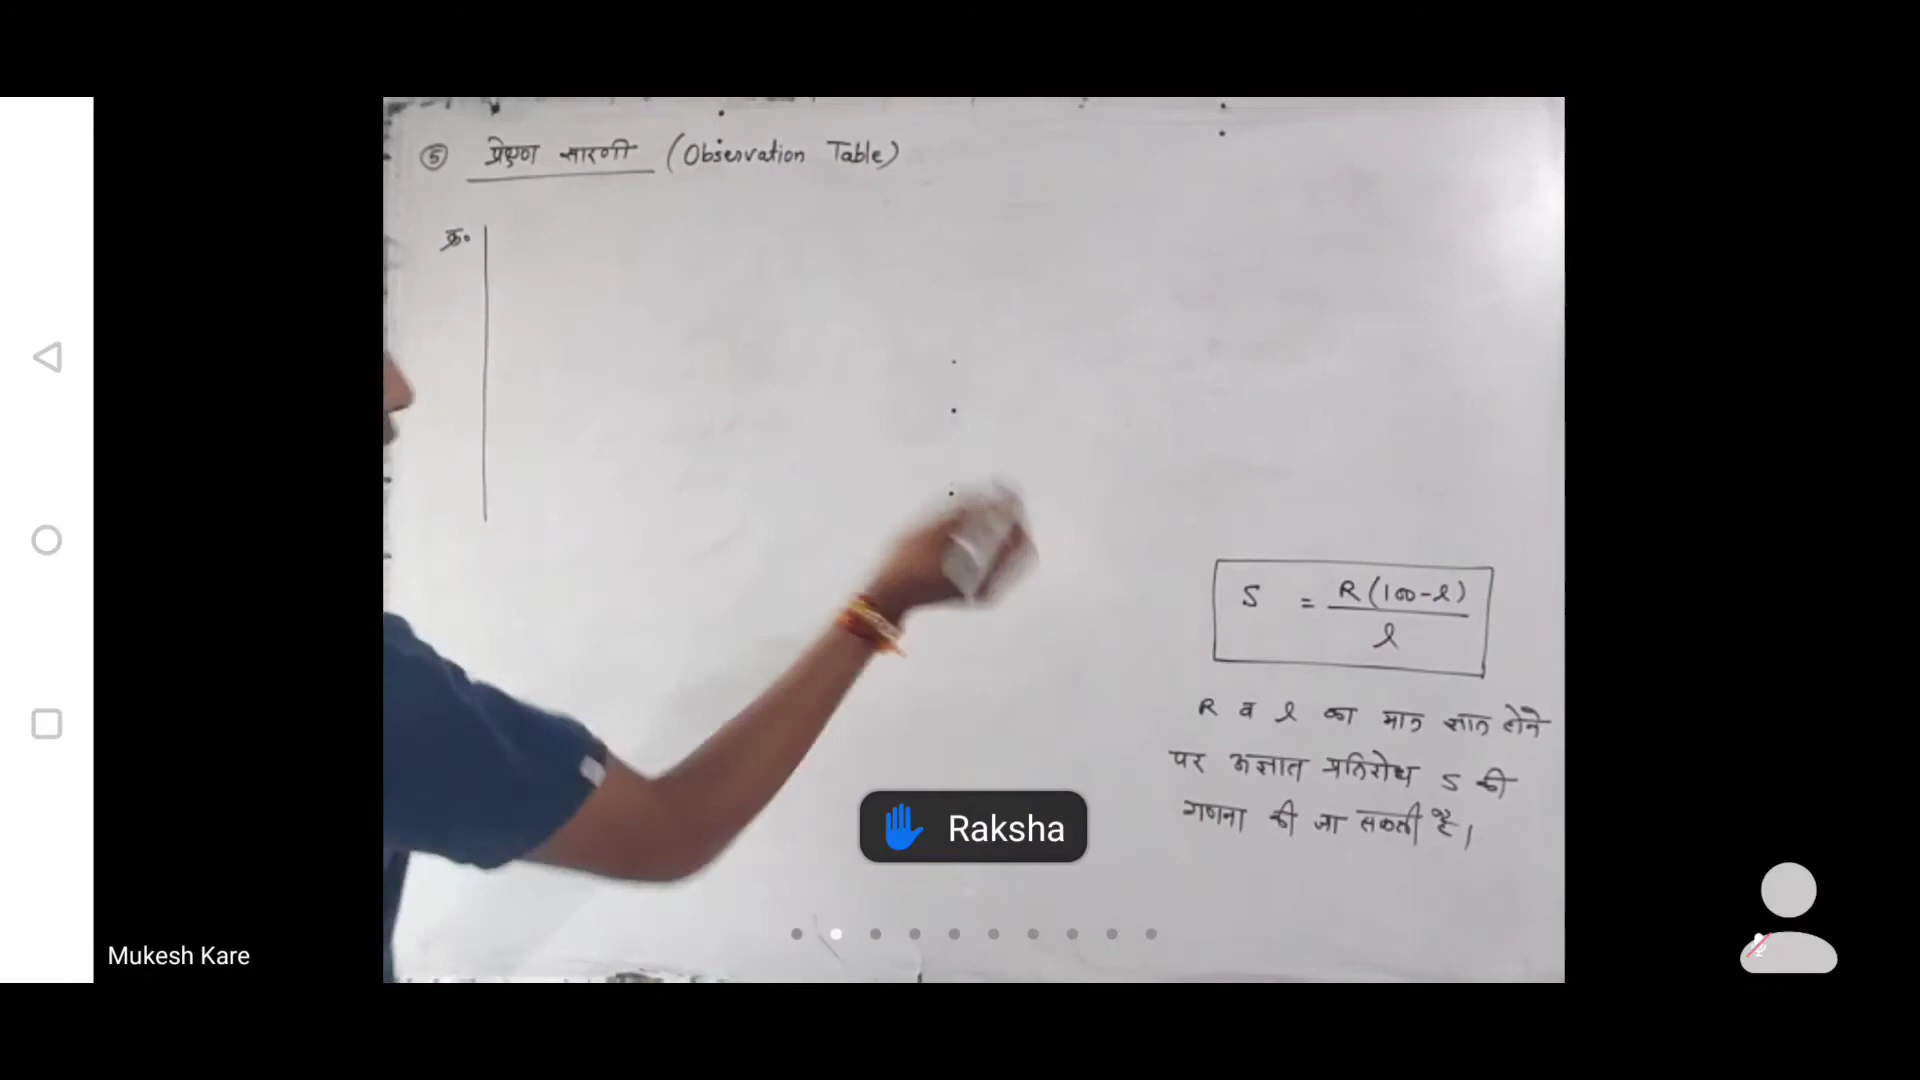 ⑤ प्रेक्षण सारणी (Observation Table)
क्र०
S = R(100-l)
l
R व l का मान ज्ञात होने
पर अज्ञात प्रतिरोध S की
गणना की जा सकती है।
Raksha
Mukesh Kare